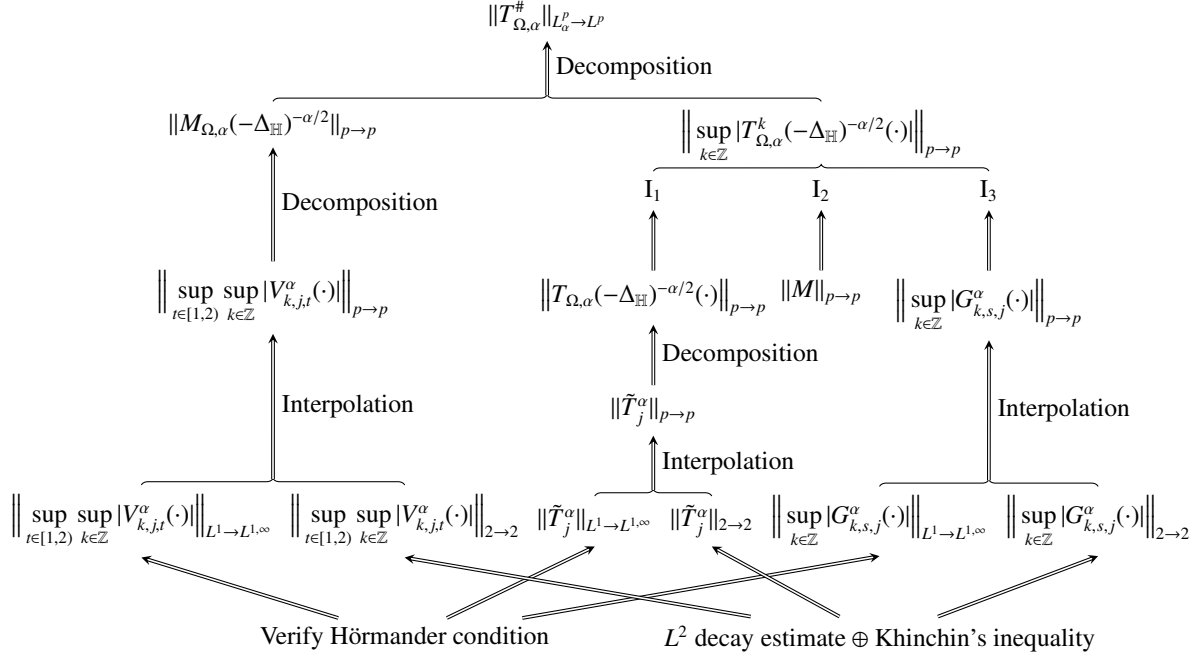 ‖T^#_{Ω,α}‖_{L^p_α→L^p}
Decomposition
‖M_{Ω,α}(−Δ_ℍ)^{−α/2}‖_{p→p}
‖sup_{k∈ℤ} |T^k_{Ω,α}(−Δ_ℍ)^{−α/2}(·)|‖_{p→p}
I_1 I_2 I_3
Decomposition
‖sup_{t∈[1,2)} sup_{k∈ℤ} |V^α_{k,j,t}(·)|‖_{p→p} ‖T_{Ω,α}(−Δ_ℍ)^{−α/2}(·)‖_{p→p} ‖M‖_{p→p} ‖sup_{k∈ℤ} |G^α_{k,s,j}(·)|‖_{p→p}
Decomposition
Interpolation ‖T̃^α_j‖_{p→p} Interpolation
Interpolation
‖sup_{t∈[1,2)} sup_{k∈ℤ} |V^α_{k,j,t}(·)|‖_{L^1→L^{1,∞}} ‖sup_{t∈[1,2)} sup_{k∈ℤ} |V^α_{k,j,t}(·)|‖_{2→2} ‖T̃^α_j‖_{L^1→L^{1,∞}} ‖T̃^α_j‖_{2→2} ‖sup_{k∈ℤ} |G^α_{k,s,j}(·)|‖_{L^1→L^{1,∞}} ‖sup_{k∈ℤ} |G^α_{k,s,j}(·)|‖_{2→2}
Verify Hörmander condition L^2 decay estimate ⊕ Khinchin's inequality